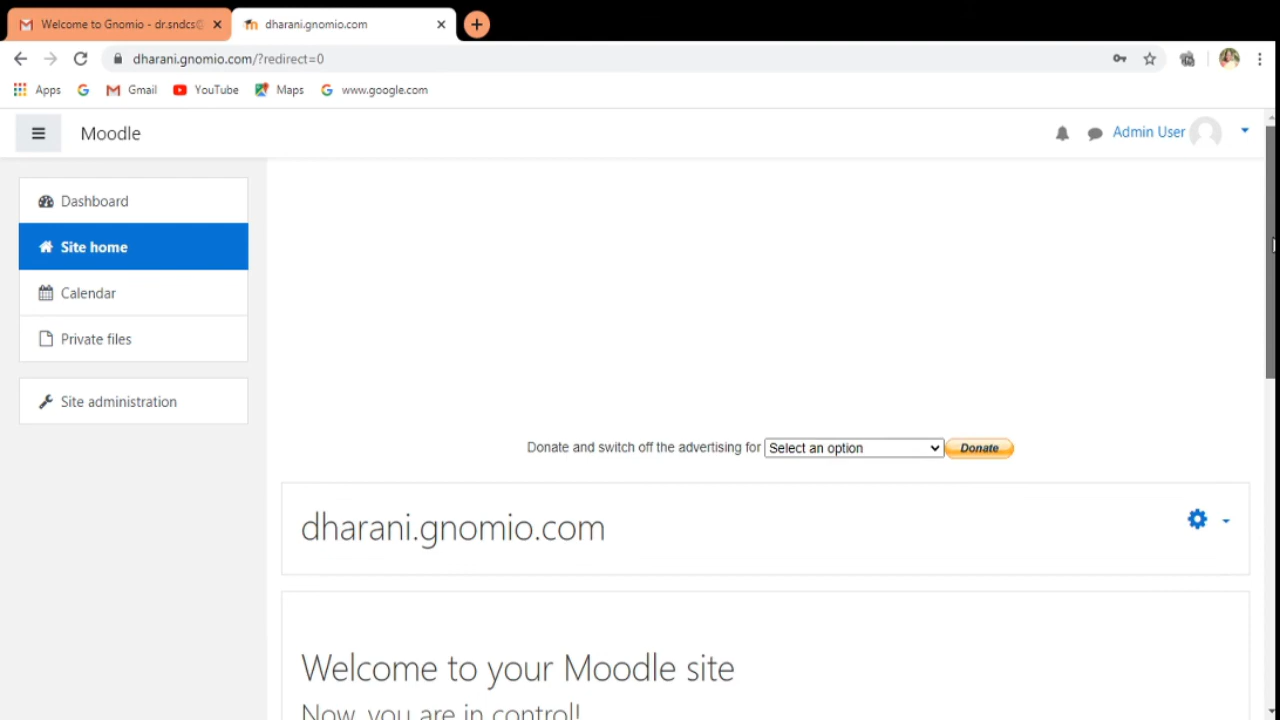 Welcome to Gnomio - dr.sndcs@
dharani.gnomio.com
dharani.gnomio.com/?redirect=0
Apps
Gmail
YouTube
Maps
www.google.com
Moodle
Admin User
Dashboard
Site home
Calendar
Private files
Site administration
Donate and switch off the advertising for Select an option Donate
dharani.gnomio.com
Welcome to your Moodle site
Now, you are in control!